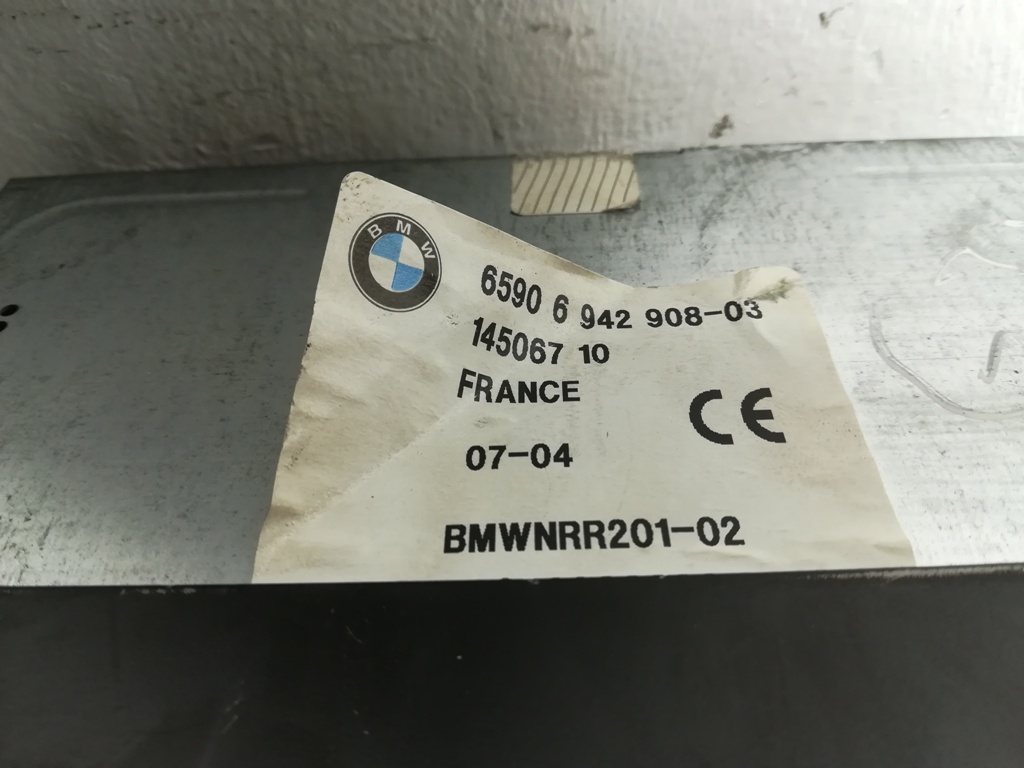 BMW
6590 6 942 908-03
145067 10
FRANCE
CE
07-04
BMWNRR201-02